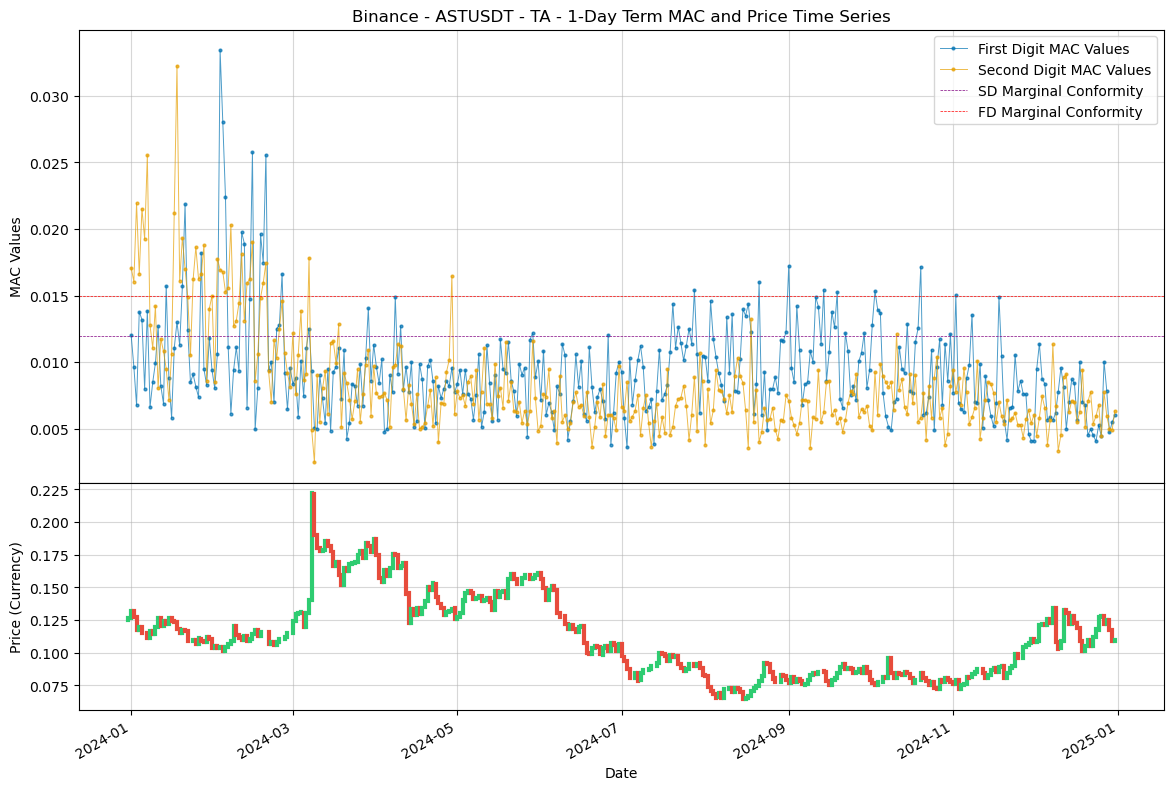 Binance - ASTUSDT - TA - 1-Day Term MAC and Price Time Series
First Digit MAC Values
Second Digit MAC Values
SD Marginal Conformity
FD Marginal Conformity
MAC Values
0.030
0.025
0.020
0.015
0.010
0.005
Price (Currency)
0.225
0.200
0.175
0.150
0.125
0.100
0.075
2024-01
2024-03
2024-05
2024-07
2024-09
2024-11
2025-01
Date